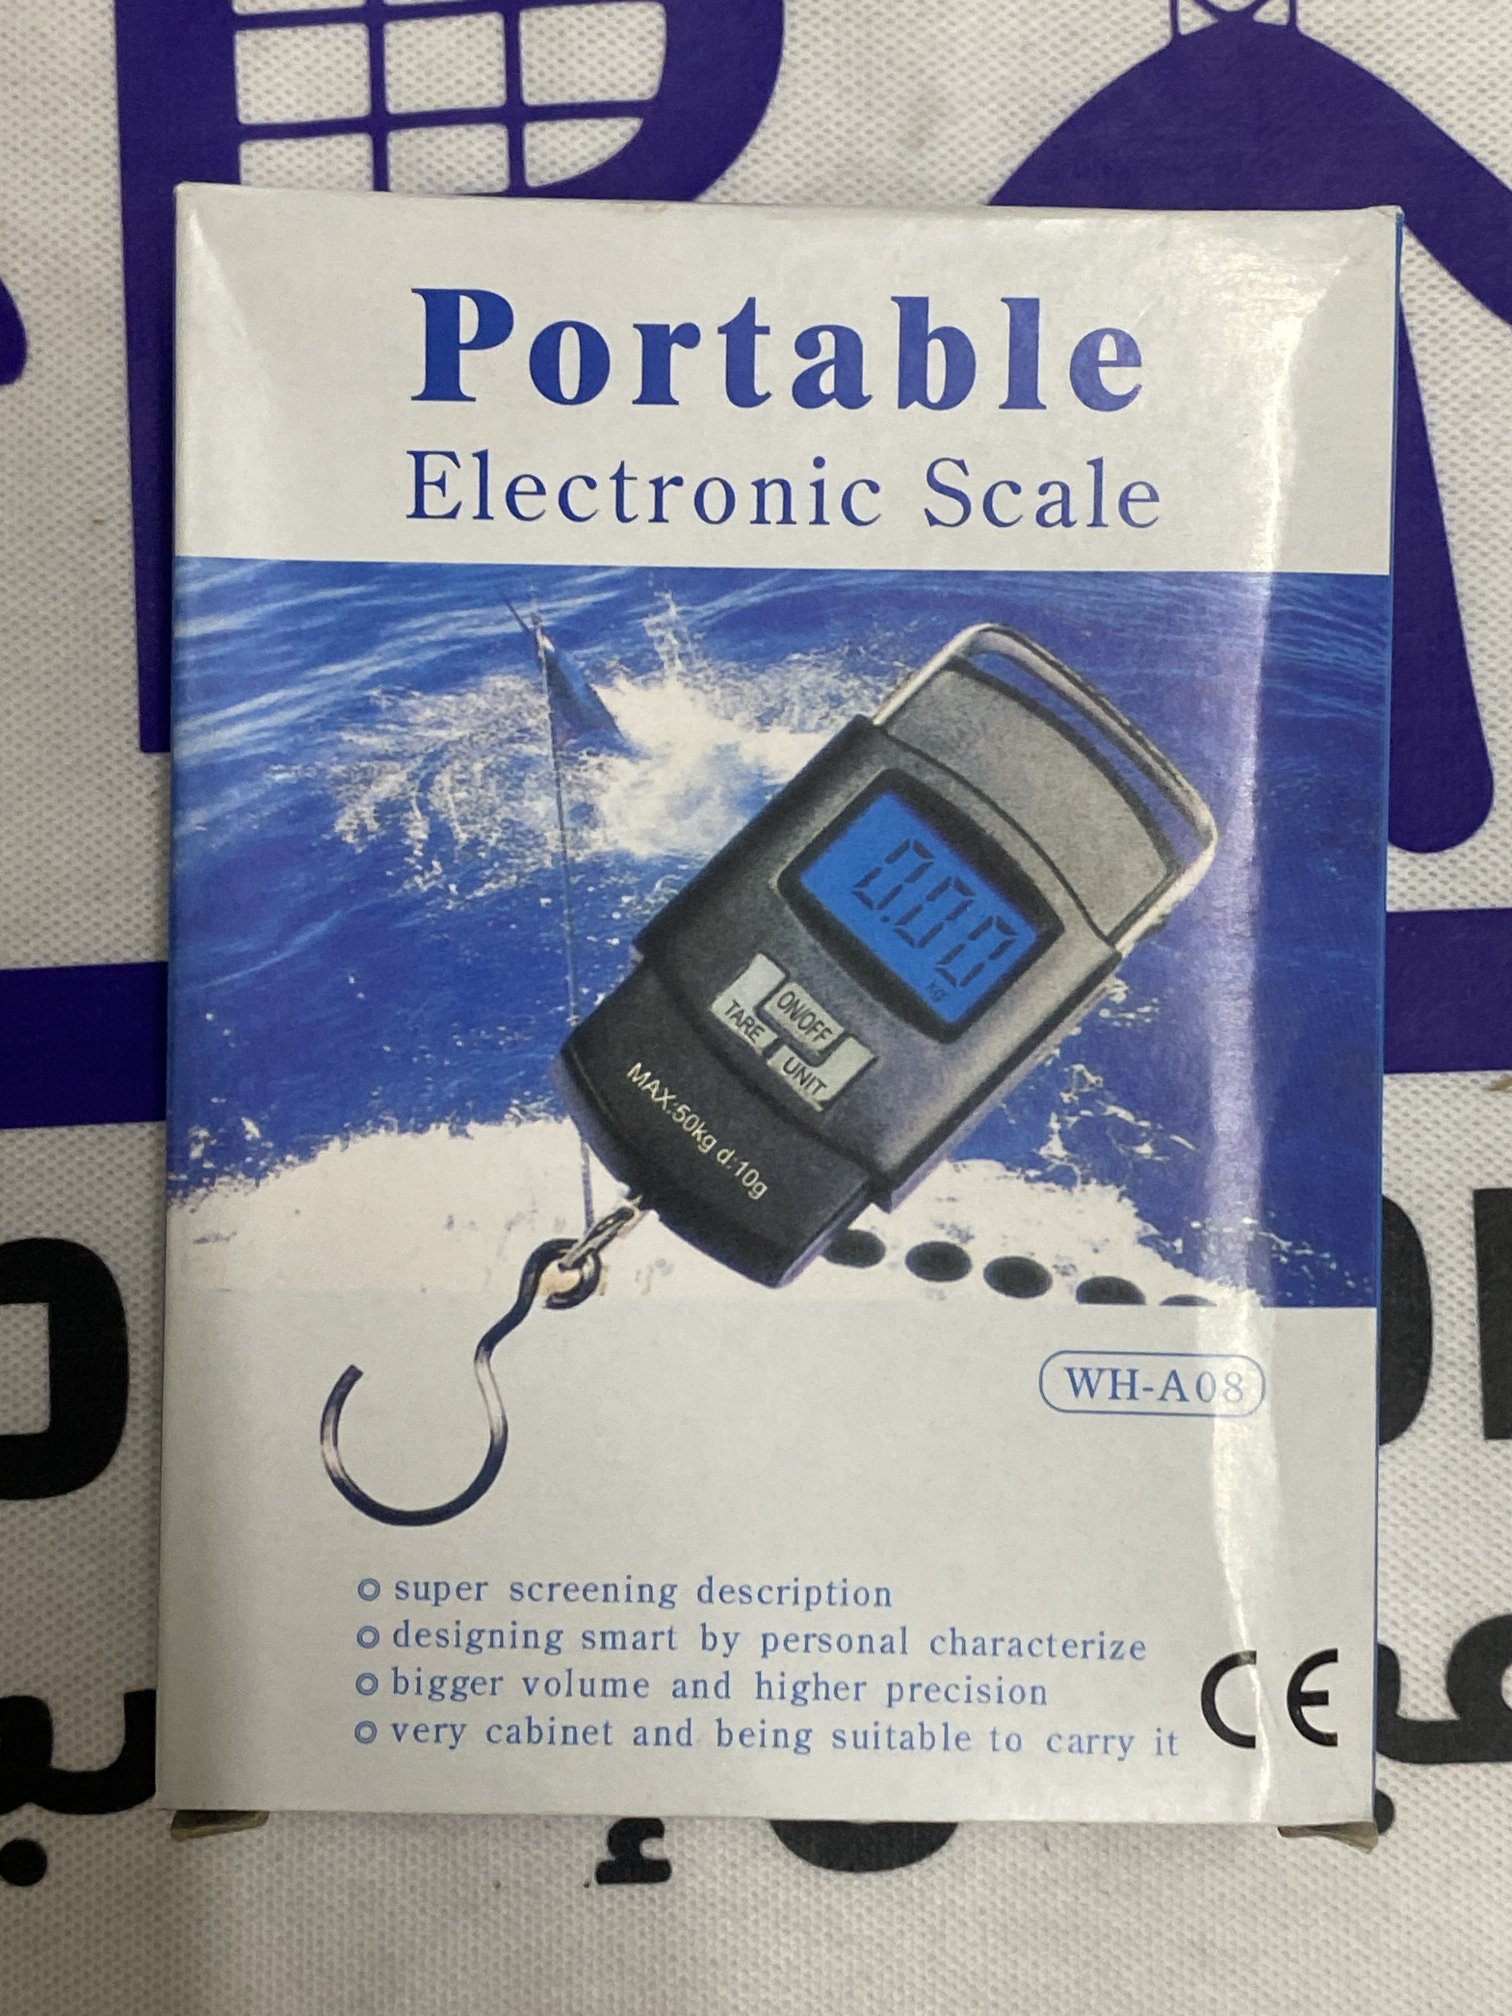 Portable
Electronic Scale
0.00
kg
ON/OFF
TARE
UNIT
MAX:50kg d:10g
WH-A08
super screening description
designing smart by personal characterize
bigger volume and higher precision
very cabinet and being suitable to carry it
CE